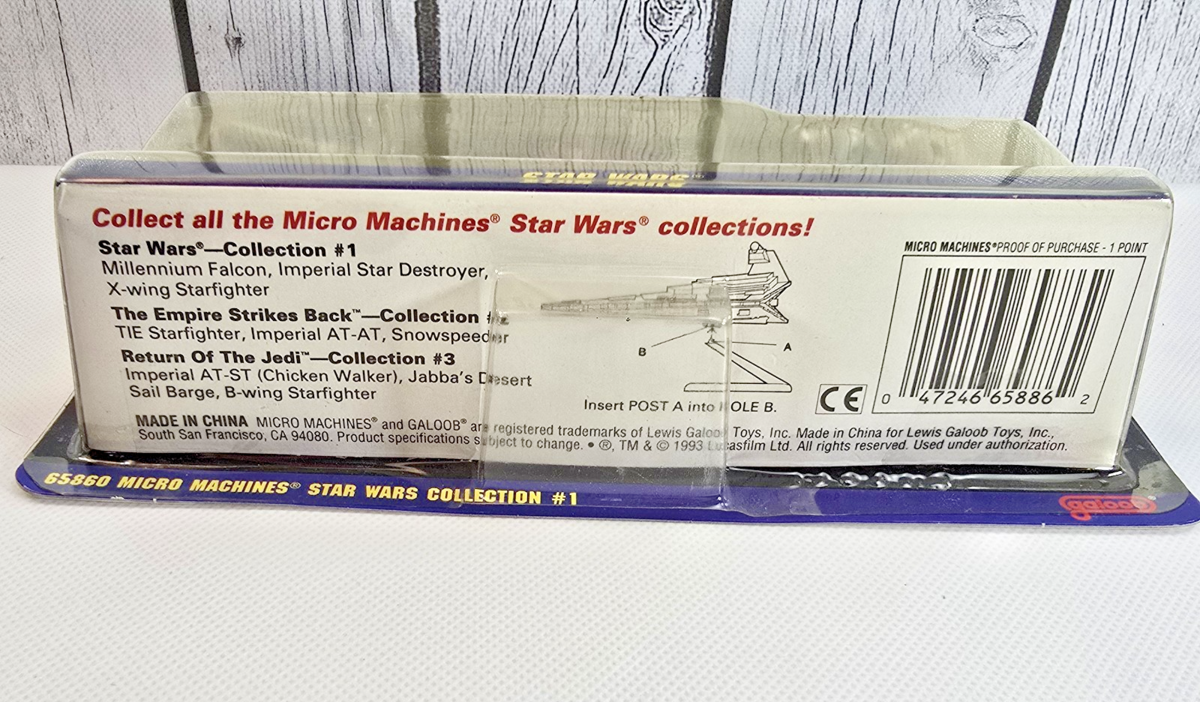 STAR WARS™
Collect all the Micro Machines® Star Wars® collections!
Star Wars®—Collection #1
Millennium Falcon, Imperial Star Destroyer,
X-wing Starfighter
The Empire Strikes Back™—Collection #2
TIE Starfighter, Imperial AT-AT, Snowspeeder
Return Of The Jedi™—Collection #3
Imperial AT-ST (Chicken Walker), Jabba's Desert
Sail Barge, B-wing Starfighter
B
A
Insert POST A into HOLE B.
CE
MICRO MACHINES® PROOF OF PURCHASE - 1 POINT
0 47246 65886 2
MADE IN CHINA MICRO MACHINES® and GALOOB® are registered trademarks of Lewis Galoob Toys, Inc. Made in China for Lewis Galoob Toys, Inc.,
South San Francisco, CA 94080. Product specifications subject to change. • ®, TM & © 1993 Lucasfilm Ltd. All rights reserved. Used under authorization.
65860 MICRO MACHINES® STAR WARS COLLECTION #1
galoob